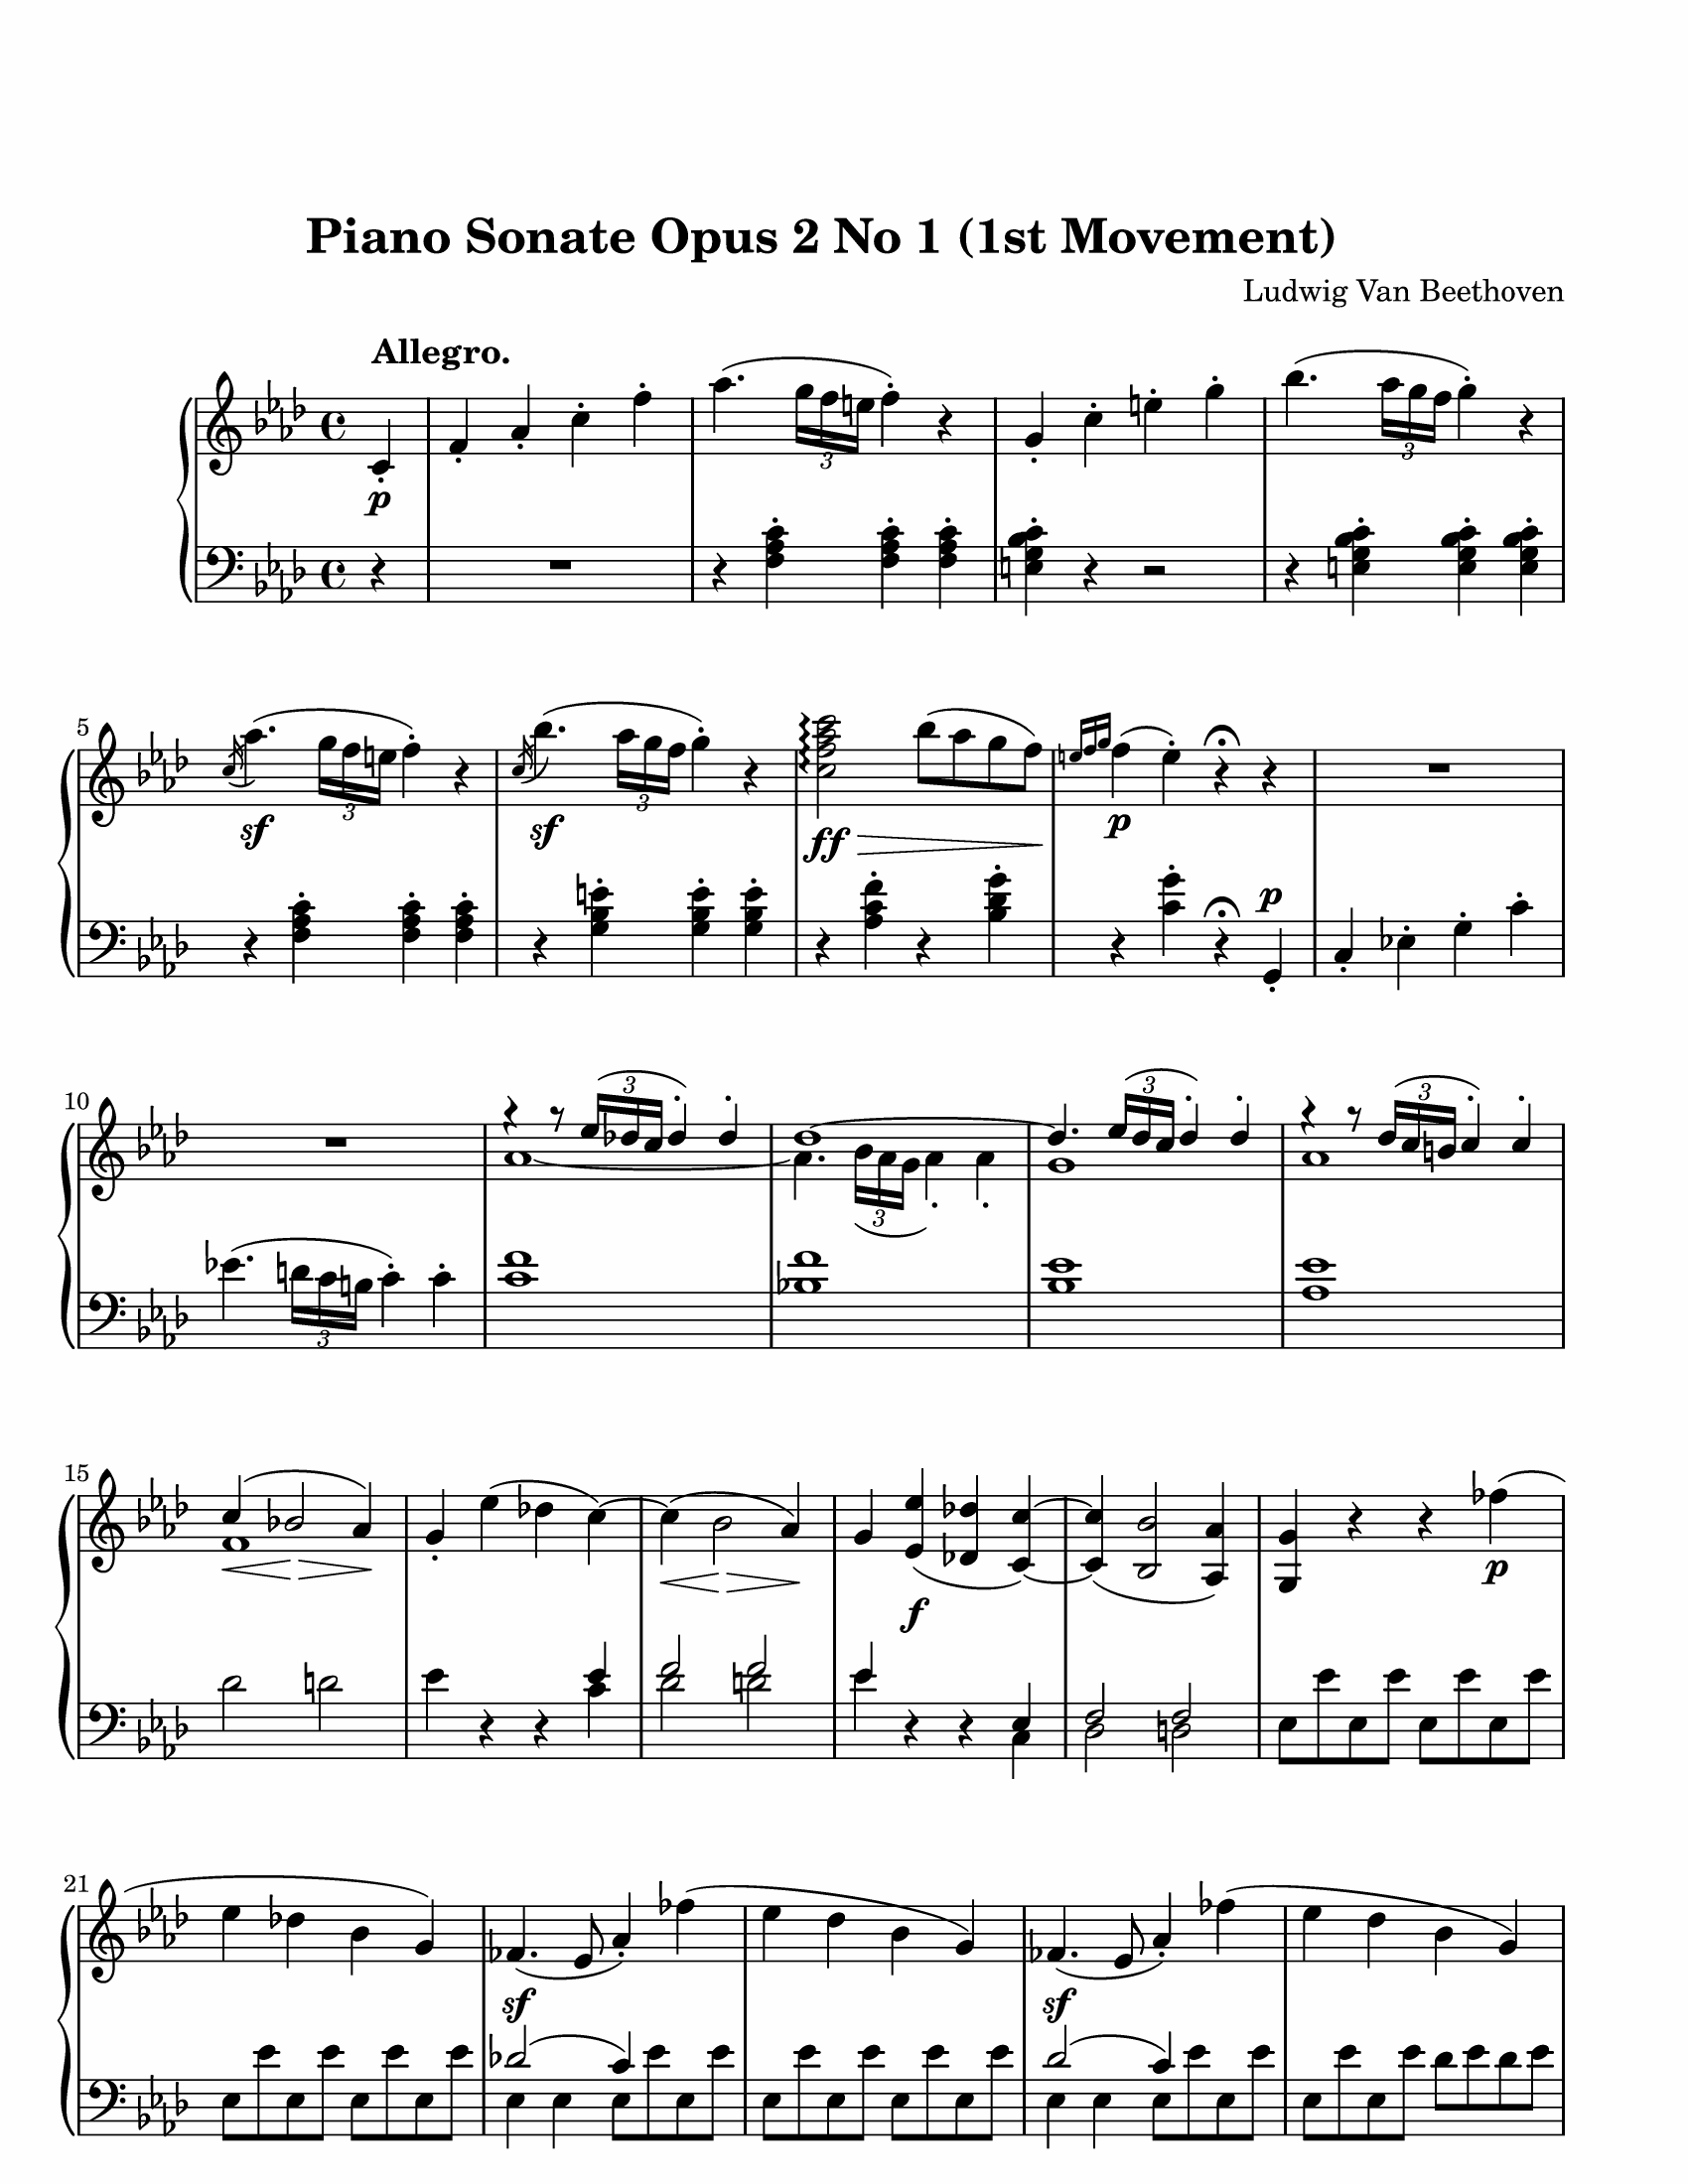 Piano Sonate Opus 2 No 1 (1st Movement)
Ludwig Van Beethoven
Allegro.
p
3 3
5
sf 3 sf 3 ff p
p
10
3 3 3
3
3
15
f p
21
sf sf